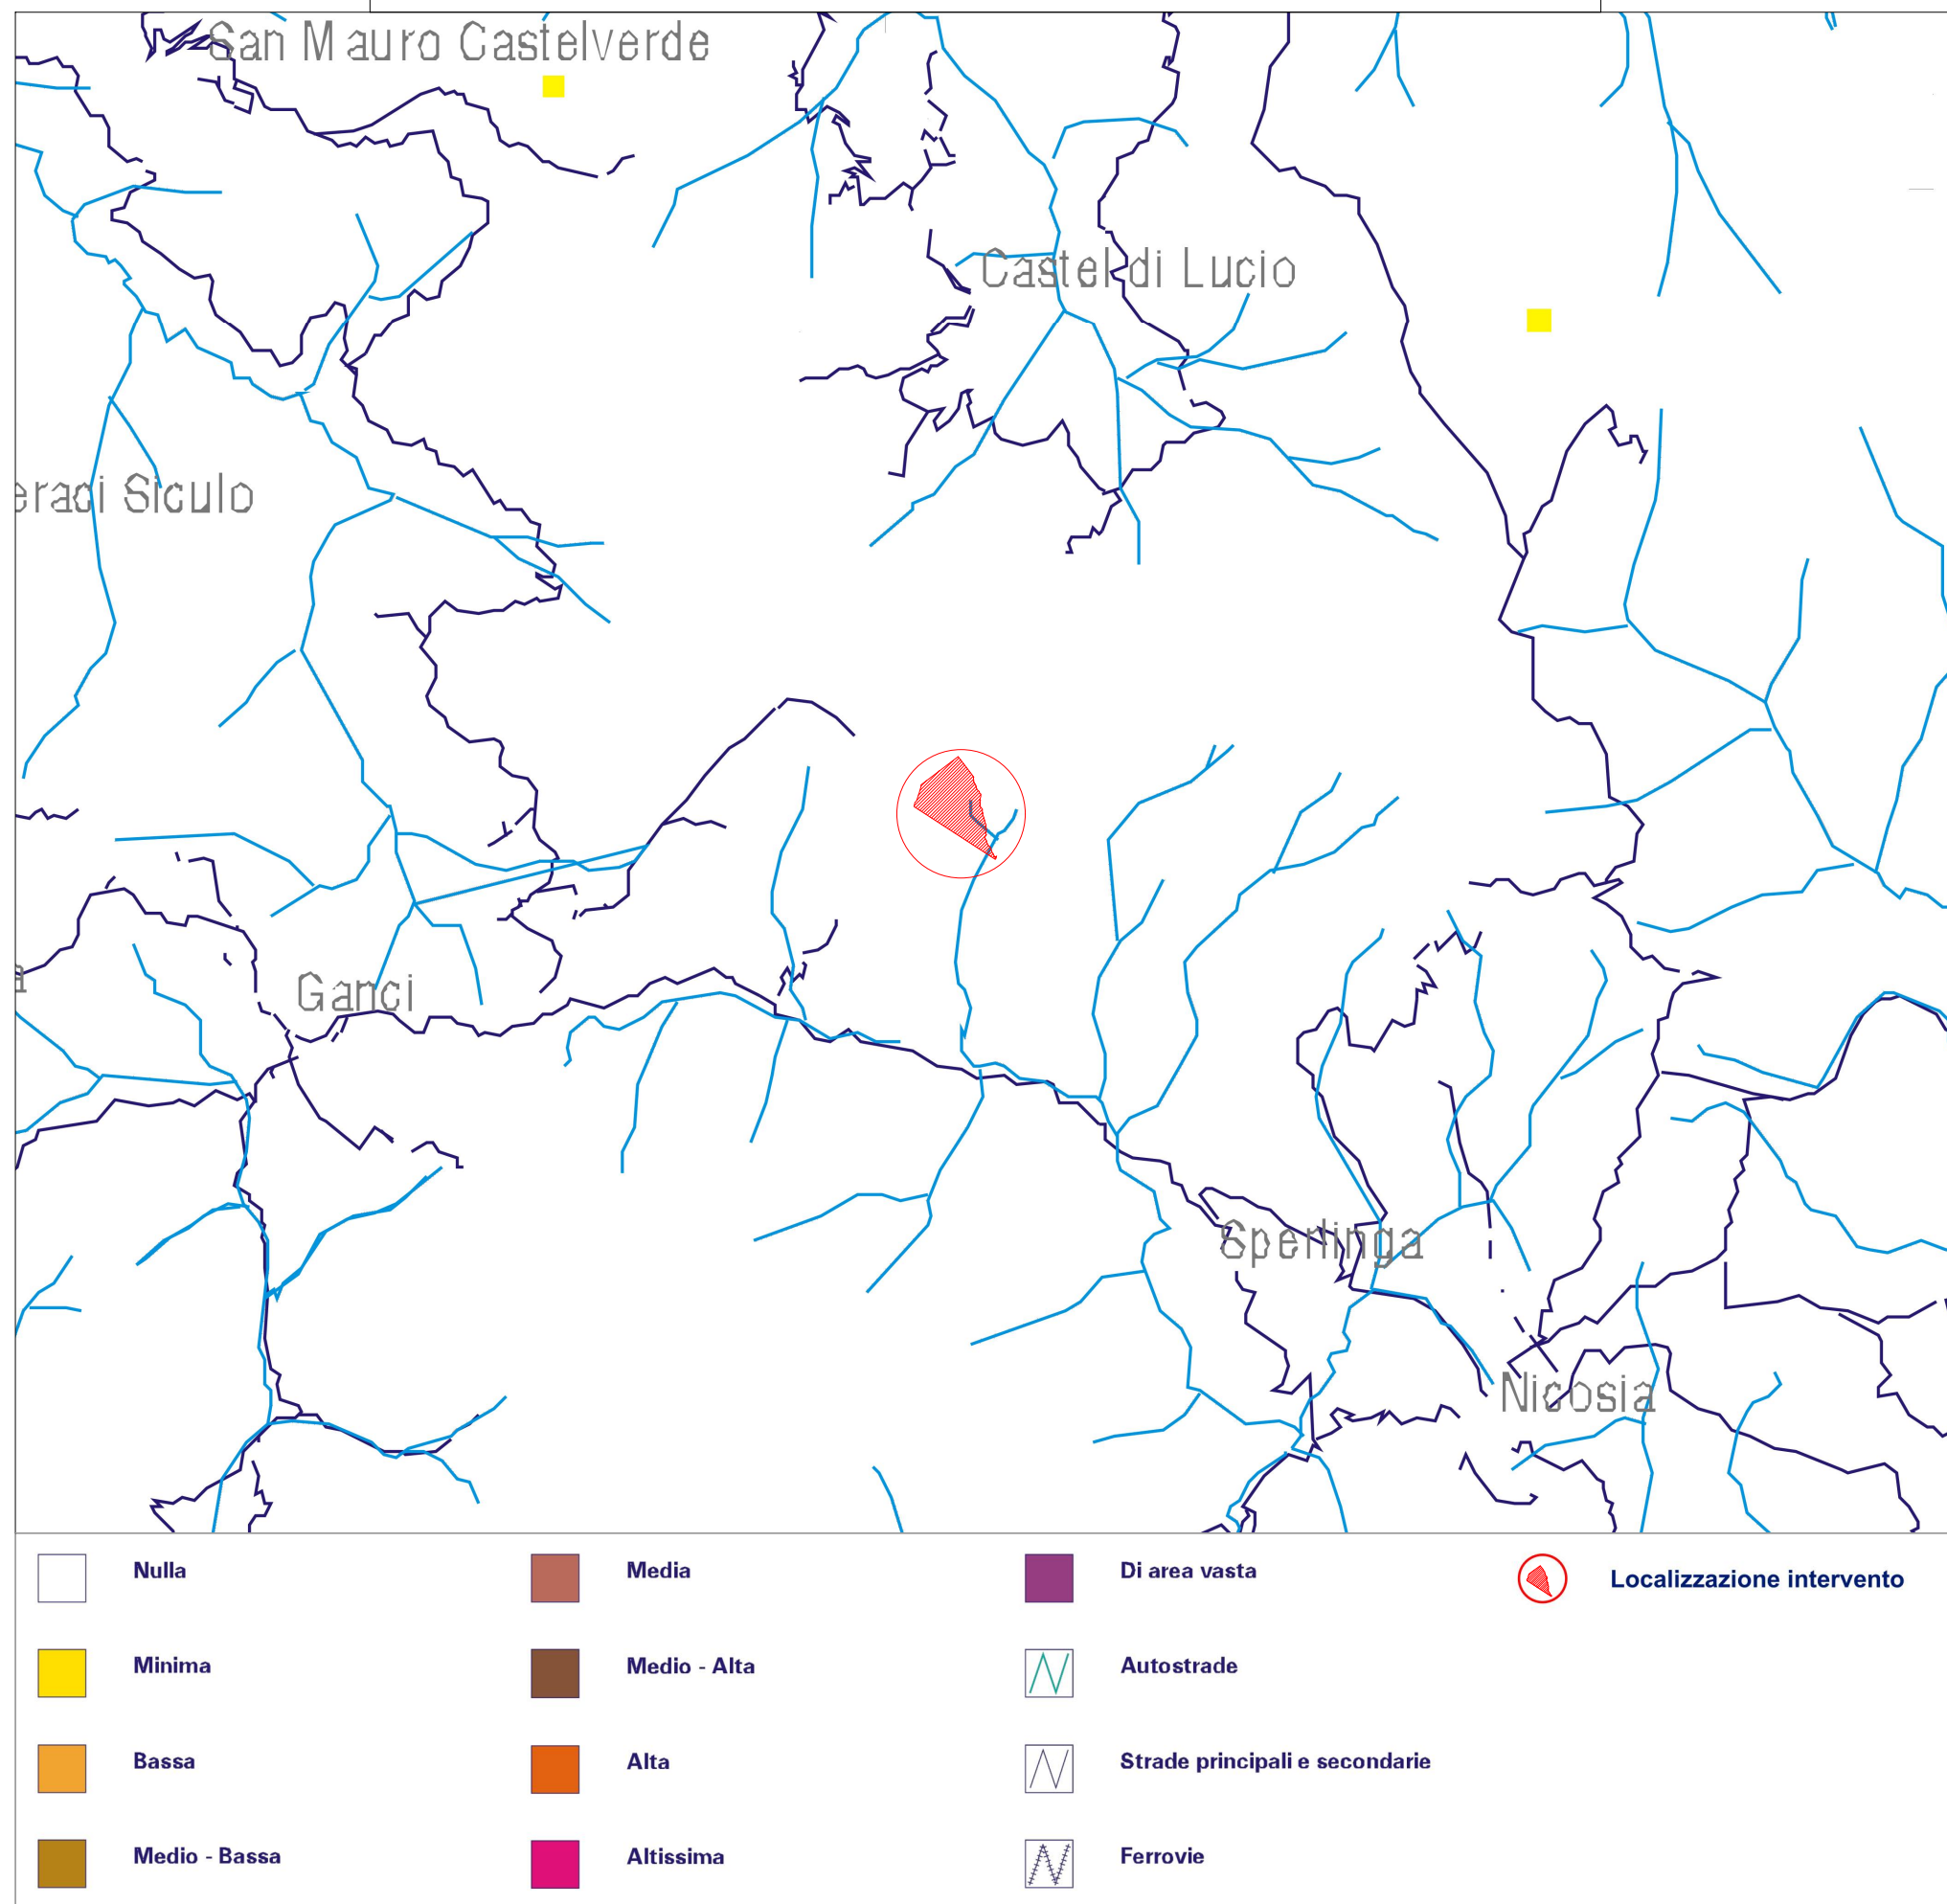 San Mauro Castelverde
Castel di Lucio
eraci Siculo
a
Ganci
Sperlinga
Nicosia
Nulla
Media
Di area vasta
Localizzazione intervento
Minima
Medio - Alta
Autostrade
Bassa
Alta
Strade principali e secondarie
Medio - Bassa
Altissima
Ferrovie